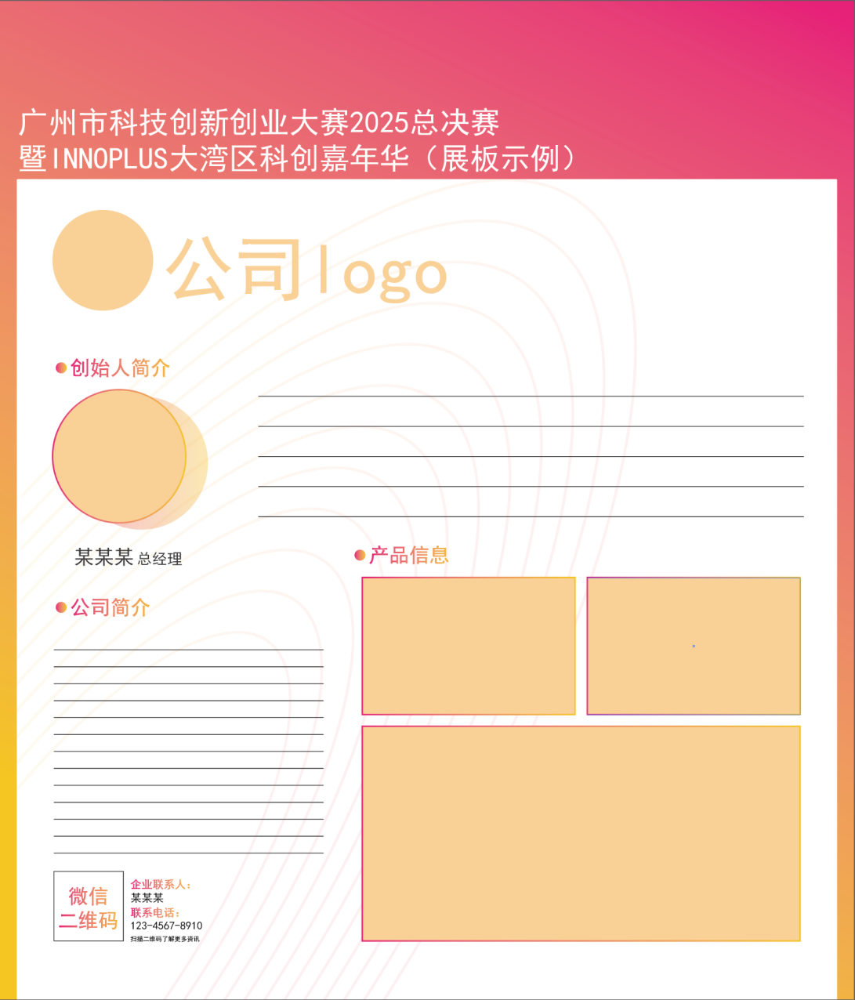 广州市科技创新创业大赛2025总决赛
暨INNOPLUS大湾区科创嘉年华（展板示例）
公司logo
创始人简介
某某某 总经理
产品信息
公司简介
微信
二维码
企业联系人：
某某某
联系电话：
123-4567-8910
扫描二维码了解更多资讯